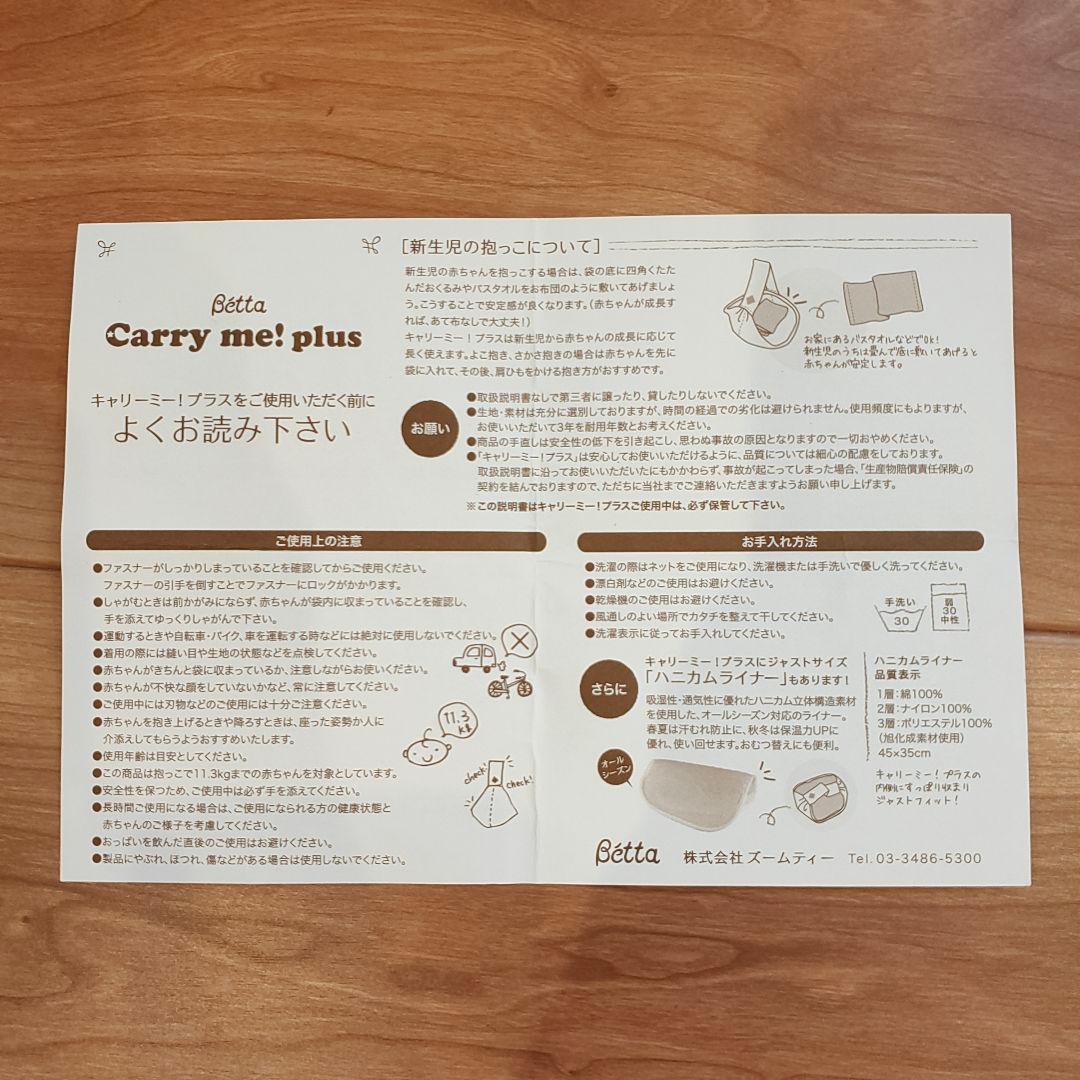 Bétta
Carry me! plus
キャリーミー!プラスをご使用いただく前に
よくお読み下さい
[新生児の抱っこについて]
新生児の赤ちゃんを抱っこする場合は、袋の底に四角くたた
んだおくるみやバスタオルをお布団のように敷いてあげましょ
う。こうすることで安定感が良くなります。(赤ちゃんが成長す
れば、あて布なしで大丈夫!)
キャリーミー!プラスは新生児から赤ちゃんの成長に応じて
長く使えます。よこ抱き、さかさ抱きの場合は赤ちゃんを先に
袋に入れて、その後、肩ひもをかける抱き方がおすすめです。
お家にあるバスタオルなどでOK!
新生児のうちは畳んで底に敷いてあげると
赤ちゃんが安定します。
お願い
●取扱説明書なしで第三者に譲ったり、貸したりしないでください。
●生地・素材は充分に選別しておりますが、時間の経過での劣化は避けられません。使用頻度にもよりますが、
お使いいただいて3年を耐用年数とお考えください。
●商品の手直しは安全性の低下を引き起こし、思わぬ事故の原因となりますので一切おやめください。
●「キャリーミー!プラス」は安心してお使いいただけるように、品質については細心の配慮をしております。
取扱説明書に沿ってお使いいただいたにもかかわらず、事故が起こってしまった場合、「生産物賠償責任保険」の
契約を結んでおりますので、ただちに当社までご連絡いただきますようお願い申し上げます。
※この説明書はキャリーミー!プラスご使用中は、必ず保管して下さい。
ご使用上の注意
●ファスナーがしっかりしまっていることを確認してからご使用ください。
ファスナーの引手を倒すことでファスナーにロックがかかります。
●しゃがむときは前かがみにならず、赤ちゃんが袋内に収まっていることを確認し、
手を添えてゆっくりしゃがんで下さい。
●運動するときや自転車・バイク、車を運転する時などには絶対に使用しないでください。
●着用の際には縫い目や生地の状態などを点検してください。
●赤ちゃんがきちんと袋に収まっているか、注意しながらお使いください。
●赤ちゃんが不快な顔をしていないかなど、常に注意してください。
●ご使用中には刃物などのご使用には十分ご注意ください。
●赤ちゃんを抱き上げるときや降ろすときは、座った姿勢か人に
介添えしてもらうようおすすめいたします。
●使用年齢は目安としてください。
●この商品は抱っこで11.3kgまでの赤ちゃんを対象としています。
●安全性を保つため、ご使用中は必ず手を添えてください。
●長時間ご使用になる場合は、ご使用になられる方の健康状態と
赤ちゃんのご様子を考慮してください。
●おっぱいを飲んだ直後のご使用はお避けください。
●製品にやぶれ、ほつれ、傷などがある場合は使用しないでください。
11.3
kg
check!
check!
お手入れ方法
●洗濯の際はネットをご使用になり、洗濯機または手洗いで優しく洗ってください。
●漂白剤などのご使用はお避けください。
●乾燥機のご使用はお避けください。
●風通しのよい場所でカタチを整えて干してください。
●洗濯表示に従ってお手入れしてください。
手洗い
30
弱
30
中性
さらに
キャリーミー!プラスにジャストサイズ
「ハニカムライナー」もあります!
吸湿性・通気性に優れたハニカム立体構造素材
を使用した、オールシーズン対応のライナー。
春夏は汗むれ防止に、秋冬は保温力UPに
優れ、使い回せます。おむつ替えにも便利。
オール
シーズン
ハニカムライナー
品質表示
1層:綿100%
2層:ナイロン100%
3層:ポリエステル100%
(旭化成素材使用)
45×35cm
キャリーミー!プラスの
内側にすっぽり収まり
ジャストフィット!
Bétta 株式会社 ズームティー Tel.03-3486-5300